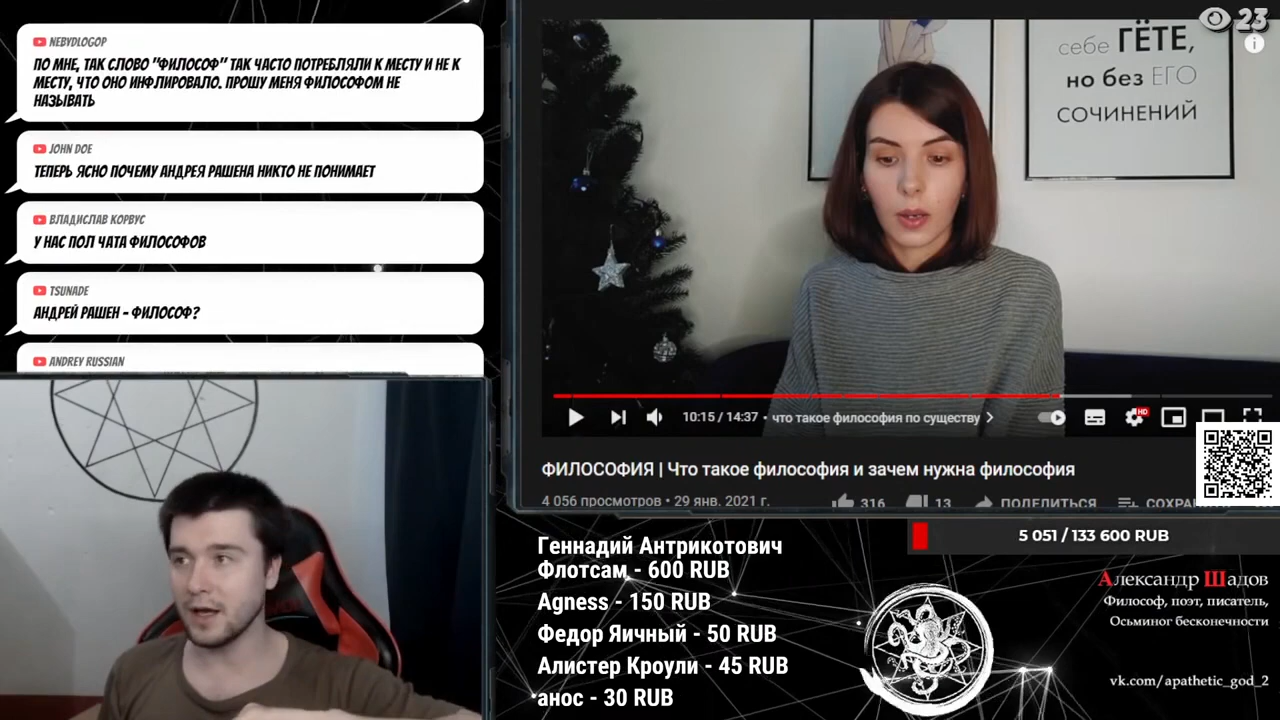 NEBYDLOGOP
ПО МНЕ, ТАК СЛОВО "ФИЛОСОФ" ТАК ЧАСТО ПОТРЕБЛЯЛИ К МЕСТУ И НЕ К
МЕСТУ, ЧТО ОНО ИНФЛИРОВАЛО. ПРОШУ МЕНЯ ФИЛОСОФОМ НЕ
НАЗЫВАТЬ
JOHN DOE
ТЕПЕРЬ ЯСНО ПОЧЕМУ АНДРЕЯ РАШЕНА НИКТО НЕ ПОНИМАЕТ
ВЛАДИСЛАВ КОРВУС
У НАС ПОЛ ЧАТА ФИЛОСОФОВ
TSUNADE
АНДРЕЙ РАШЕН - ФИЛОСОФ?
ANDREY RUSSIAN
23
себе ГЁТЕ,
но без ЕГО
СОЧИНЕНИЙ
10:15 / 14:37 • что такое философия по существу
HD
ФИЛОСОФИЯ | Что такое философия и зачем нужна философия
4 056 просмотров • 29 янв. 2021 г.
316
13
ПОДЕЛИТЬСЯ
СОХРАН
5 051 / 133 600 RUB
Геннадий Антрикотович
Флотсам - 600 RUB
Agness - 150 RUB
Федор Яичный - 50 RUB
Алистер Кроули - 45 RUB
анос - 30 RUB
Александр Шадов
Философ, поэт, писатель,
Осьминог бесконечности
vk.com/apathetic_god_2